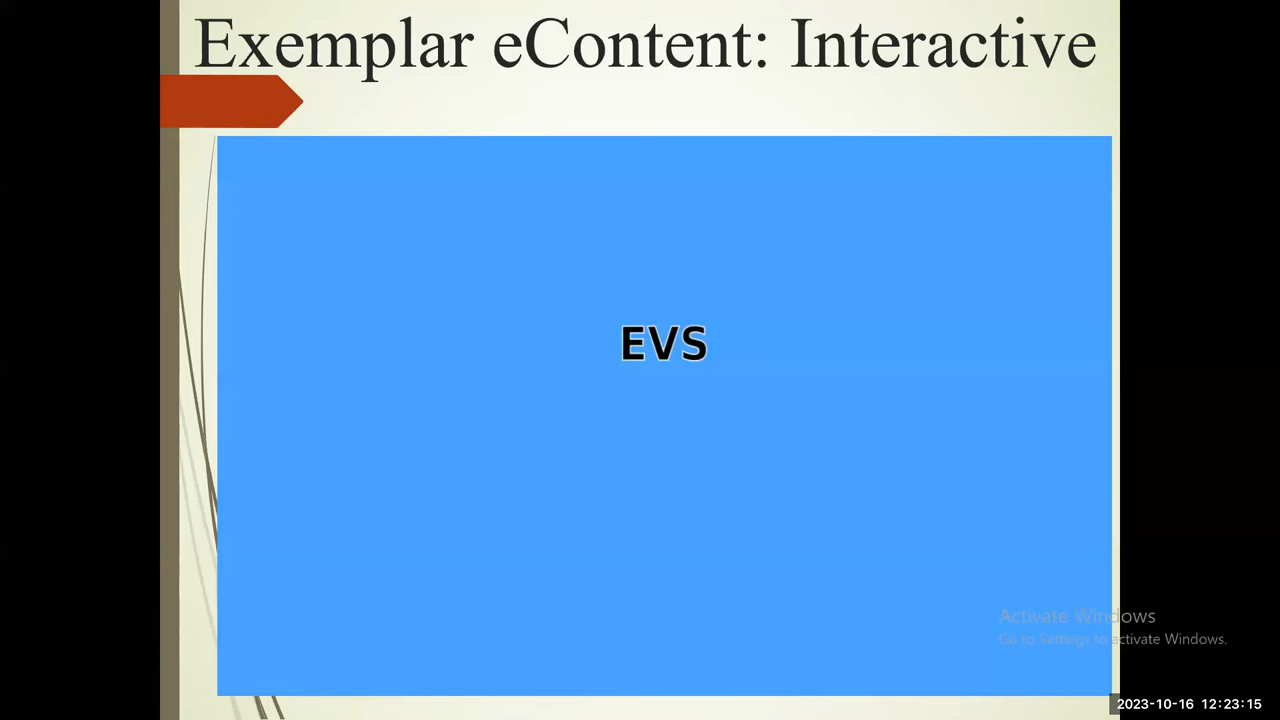 Exemplar eContent: Interactive
EVS
Activate Windows
Go to Settings to activate Windows.
2023-10-16 12:23:15